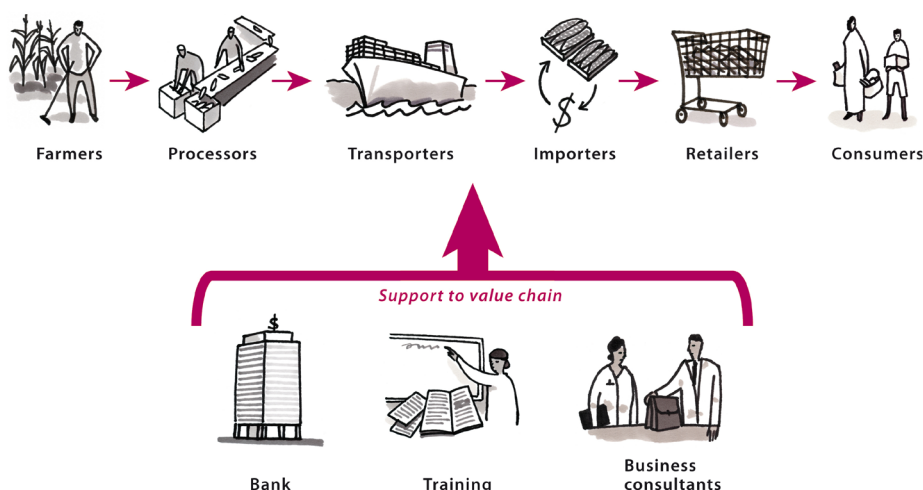 $
Farmers
Processors
Transporters
Importers
Retailers
Consumers
Support to value chain
$
Bank
Training
Business
consultants